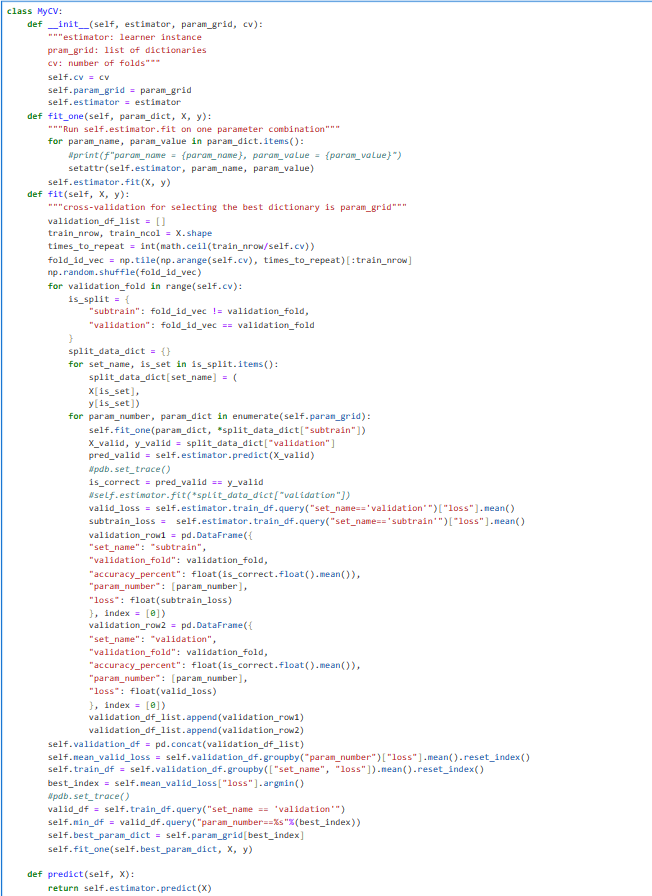 class MyCV:
    def __init__(self, estimator, param_grid, cv):
        """estimator: learner instance
        pram_grid: list of dictionaries
        cv: number of folds"""
        self.cv = cv
        self.param_grid = param_grid
        self.estimator = estimator
    def fit_one(self, param_dict, X, y):
        """Run self.estimator.fit on one parameter combination"""
        for param_name, param_value in param_dict.items():
            #print(f"param_name = {param_name}, param_value = {param_value}")
            setattr(self.estimator, param_name, param_value)
        self.estimator.fit(X, y)
    def fit(self, X, y):
        """cross-validation for selecting the best dictionary is param_grid"""
        validation_df_list = []
        train_nrow, train_ncol = X.shape
        times_to_repeat = int(math.ceil(train_nrow/self.cv))
        fold_id_vec = np.tile(np.arange(self.cv), times_to_repeat)[:train_nrow]
        np.random.shuffle(fold_id_vec)
        for validation_fold in range(self.cv):
            is_split = {
                "subtrain": fold_id_vec != validation_fold,
                "validation": fold_id_vec == validation_fold
            }
            split_data_dict = {}
            for set_name, is_set in is_split.items():
                split_data_dict[set_name] = (
                X[is_set],
                y[is_set])
            for param_number, param_dict in enumerate(self.param_grid):
                self.fit_one(param_dict, *split_data_dict["subtrain"])
                X_valid, y_valid = split_data_dict["validation"]
                pred_valid = self.estimator.predict(X_valid)
                #pdb.set_trace()
                is_correct = pred_valid == y_valid
                #self.estimator.fit(*split_data_dict["validation"])
                valid_loss = self.estimator.train_df.query("set_name=='validation'")["loss"].mean()
                subtrain_loss =  self.estimator.train_df.query("set_name=='subtrain'")["loss"].mean()
                validation_row1 = pd.DataFrame({
                "set_name": "subtrain",
                "validation_fold": validation_fold,
                "accuracy_percent": float(is_correct.float().mean()),
                "param_number": [param_number],
                "loss": float(subtrain_loss)
                }, index = [0])
                validation_row2 = pd.DataFrame({
                "set_name": "validation",
                "validation_fold": validation_fold,
                "accuracy_percent": float(is_correct.float().mean()),
                "param_number": [param_number],
                "loss": float(valid_loss)
                }, index = [0])
                validation_df_list.append(validation_row1)
                validation_df_list.append(validation_row2)
        self.validation_df = pd.concat(validation_df_list)
        self.mean_valid_loss = self.validation_df.groupby("param_number")["loss"].mean().reset_index()
        self.train_df = self.validation_df.groupby(["set_name", "loss"]).mean().reset_index()
        best_index = self.mean_valid_loss["loss"].argmin()
        #pdb.set_trace()
        valid_df = self.train_df.query("set_name == 'validation'")
        self.min_df = valid_df.query("param_number==%s"%(best_index))
        self.best_param_dict = self.param_grid[best_index]
        self.fit_one(self.best_param_dict, X, y)

    def predict(self, X):
        return self.estimator.predict(X)